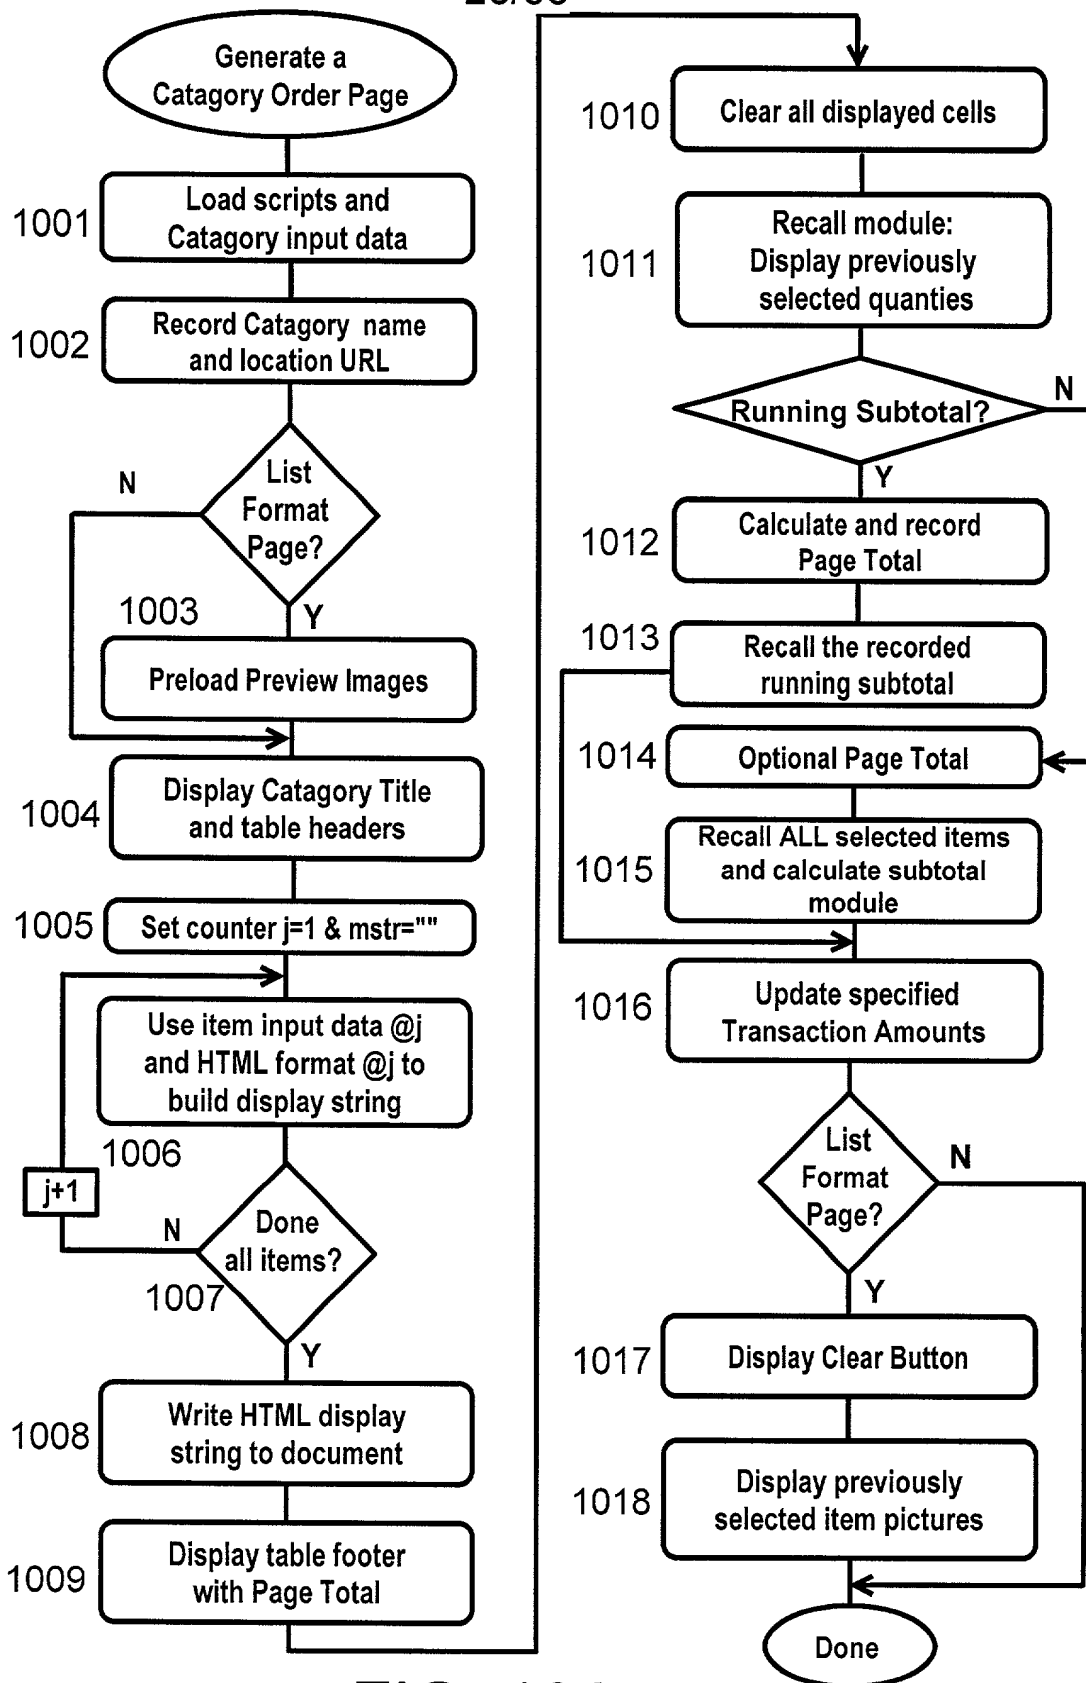 Generate a
Catagory Order Page
1001
Load scripts and
Catagory input data
1002
Record Catagory name
and location URL
List
Format
Page?
N
Y
1003
Preload Preview Images
1004
Display Catagory Title
and table headers
1005
Set counter j=1 & mstr=""
Use item input data @j
and HTML format @j to
build display string
1006
j+1
N
Done
all items?
1007
Y
1008
Write HTML display
string to document
1009
Display table footer
with Page Total
1010
Clear all displayed cells
1011
Recall module:
Display previously
selected quanties
Running Subtotal?
N
Y
1012
Calculate and record
Page Total
1013
Recall the recorded
running subtotal
1014
Optional Page Total
1015
Recall ALL selected items
and calculate subtotal
module
1016
Update specified
Transaction Amounts
List
Format
Page?
N
Y
1017
Display Clear Button
1018
Display previously
selected item pictures
Done